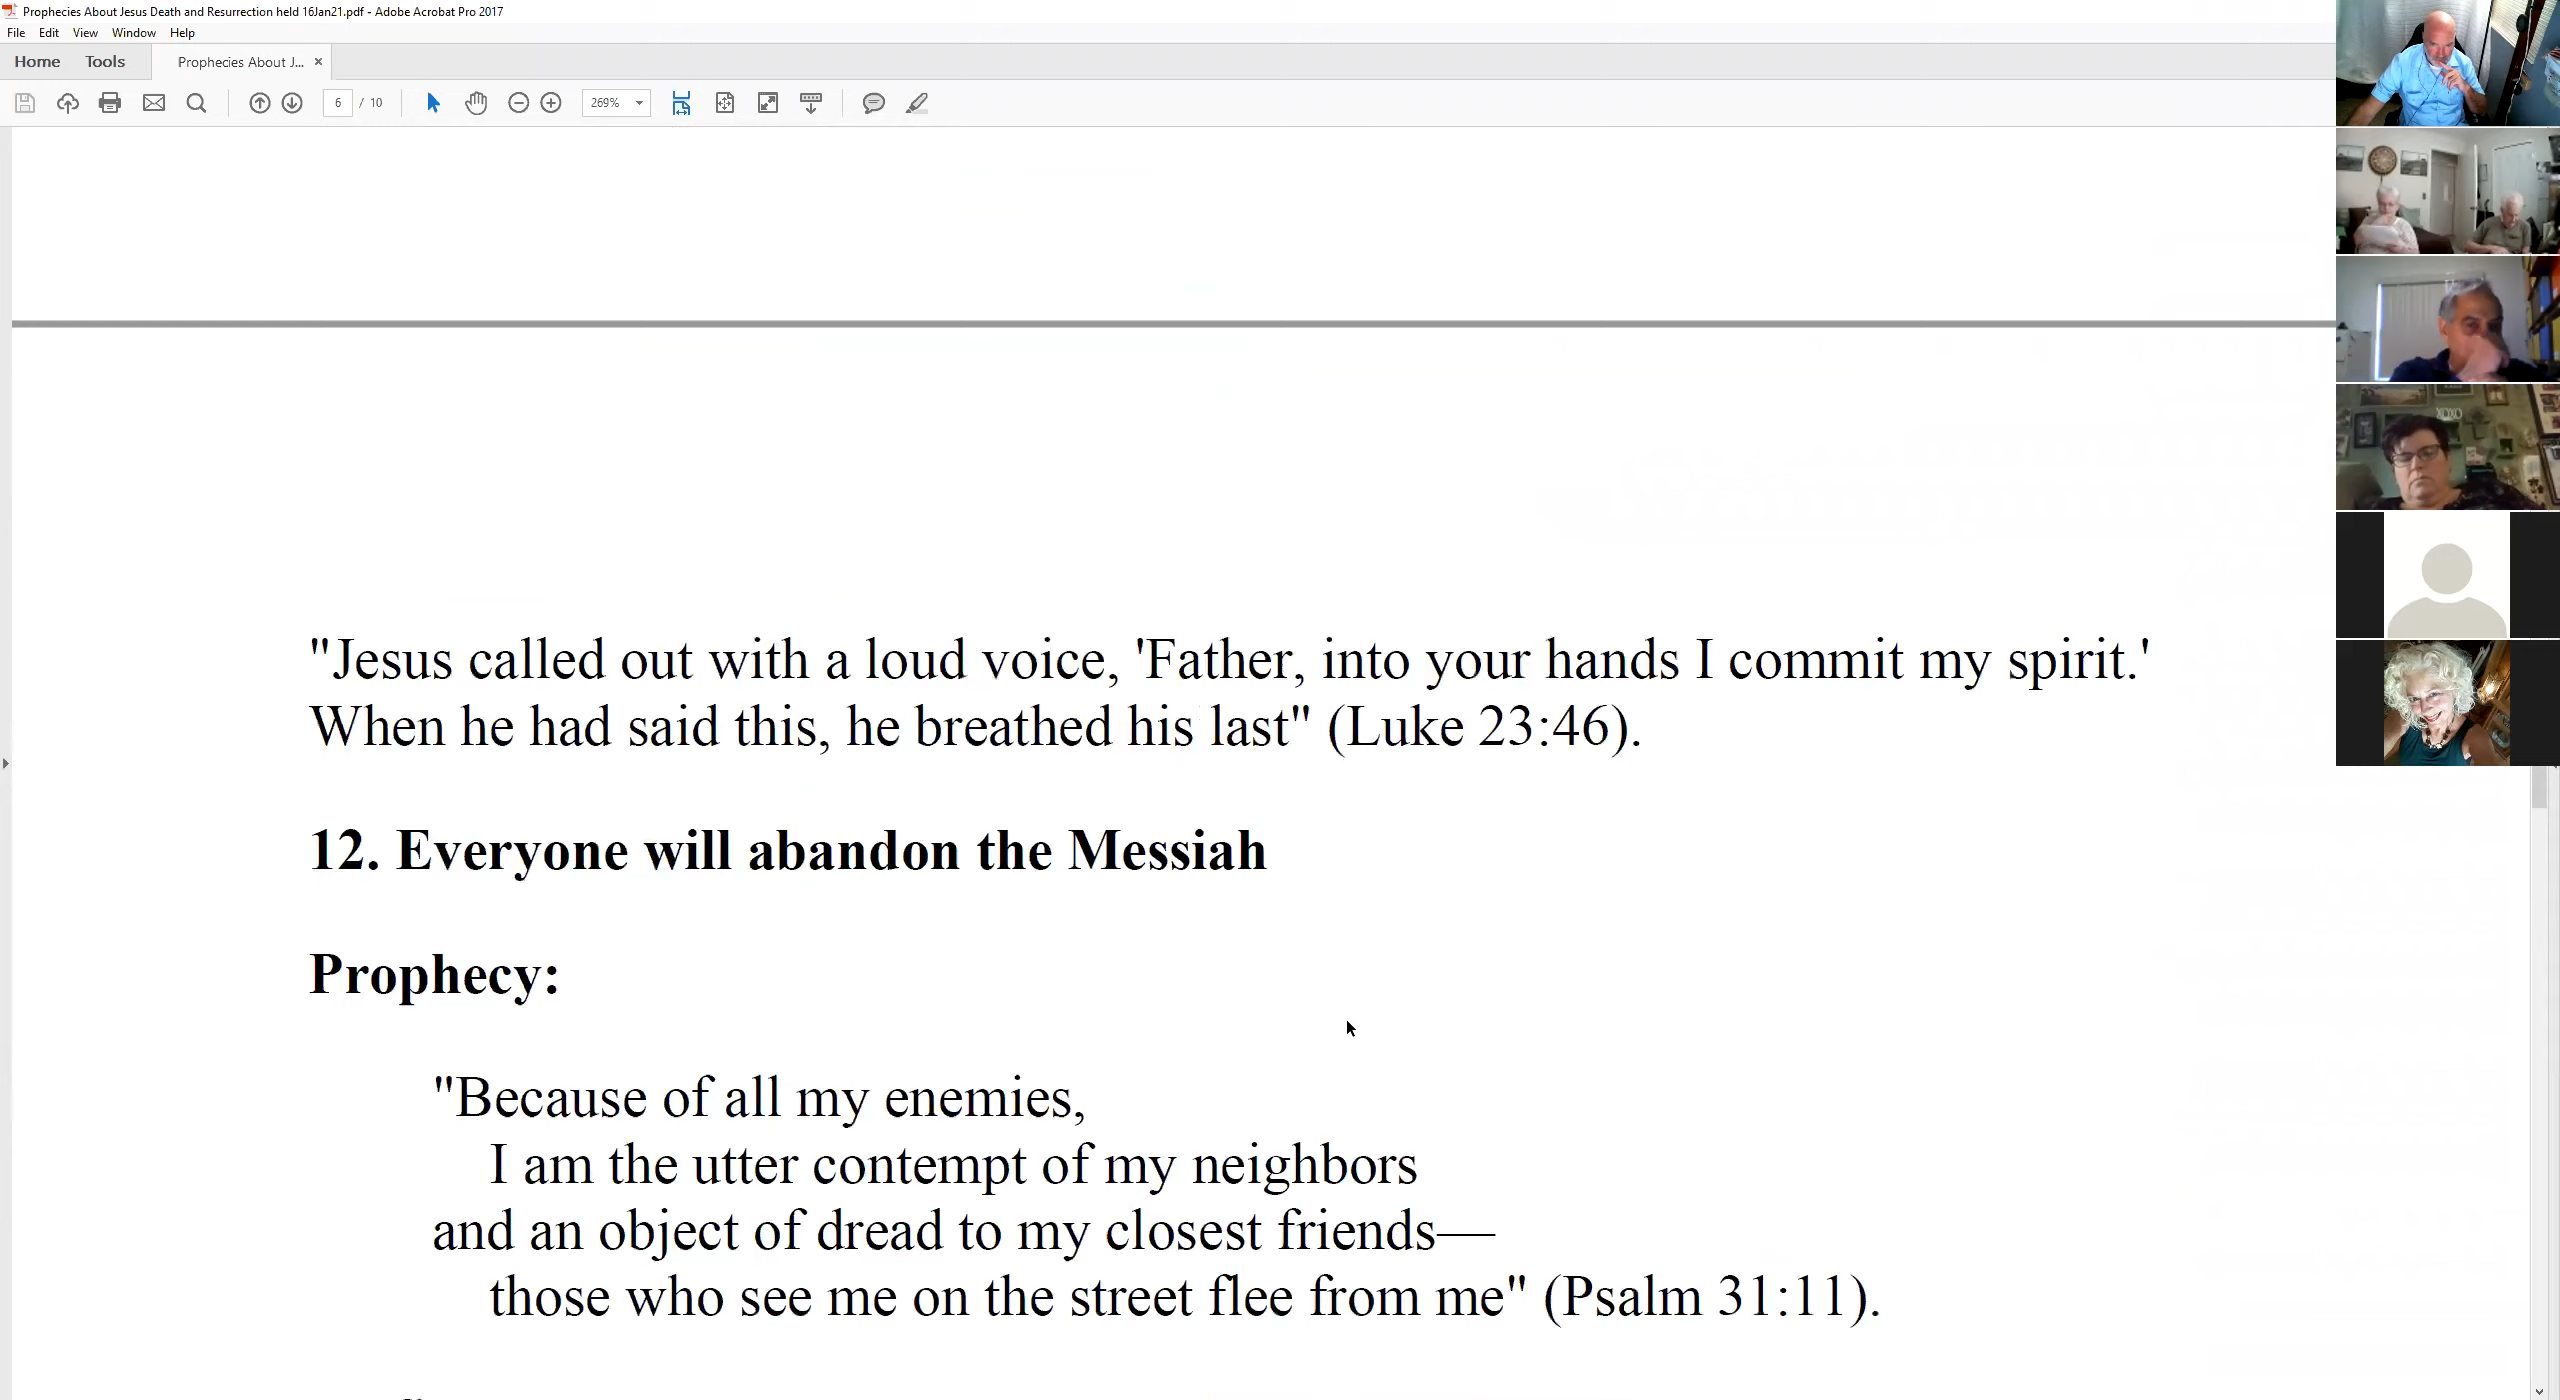 Prophecies About Jesus Death and Resurrection held 16Jan21.pdf - Adobe Acrobat Pro 2017
File Edit View Window Help
Home Tools Prophecies About J... ×
6 / 10 269%
XOXO
"Jesus called out with a loud voice, 'Father, into your hands I commit my spirit.'
When he had said this, he breathed his last" (Luke 23:46).
12. Everyone will abandon the Messiah
Prophecy:
"Because of all my enemies,
I am the utter contempt of my neighbors
and an object of dread to my closest friends—
those who see me on the street flee from me" (Psalm 31:11).